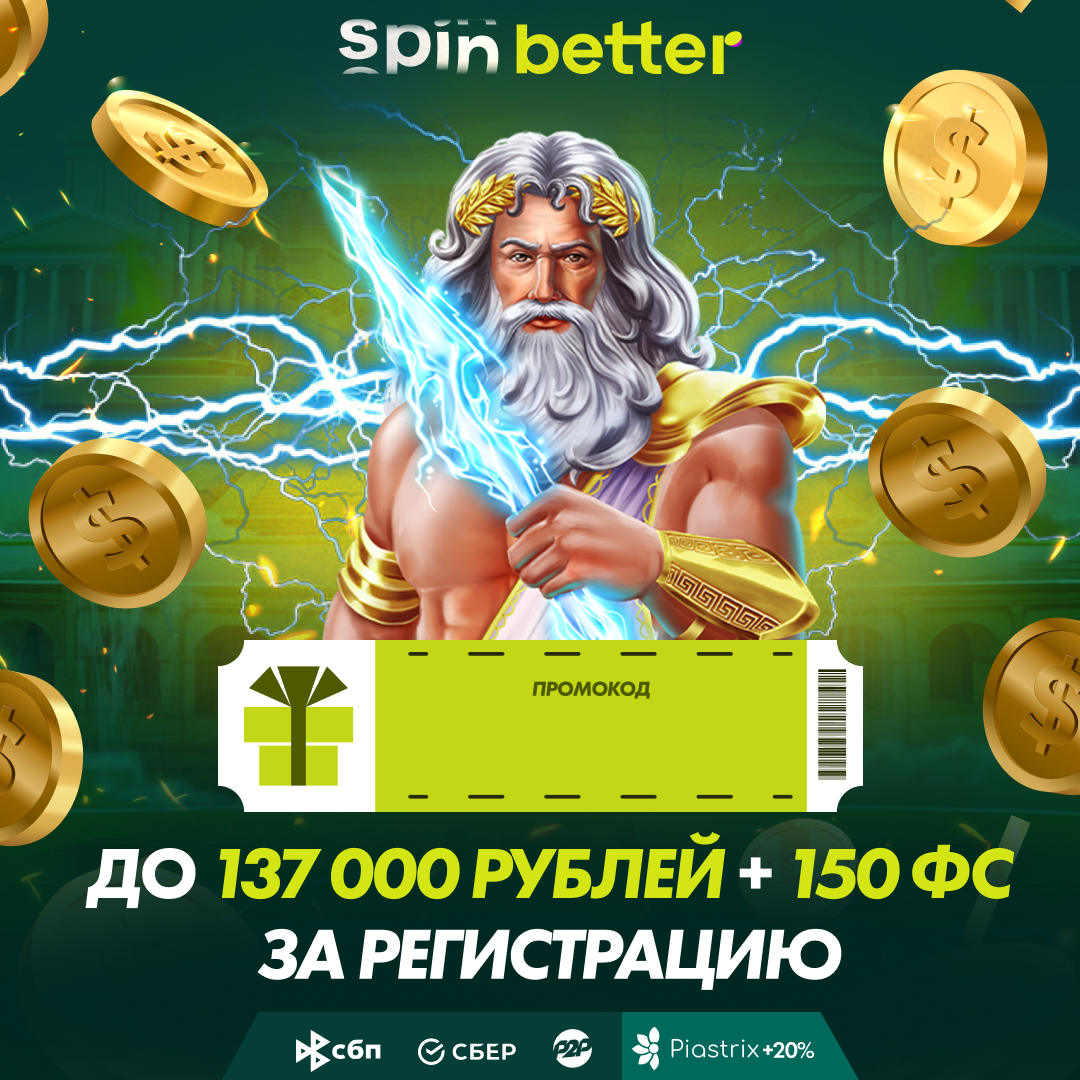 spin better
ПРОМОКОД
ДО 137 000 РУБЛЕЙ + 150 ФС
ЗА РЕГИСТРАЦИЮ
сбп СБЕР P2P Piastrix +20%